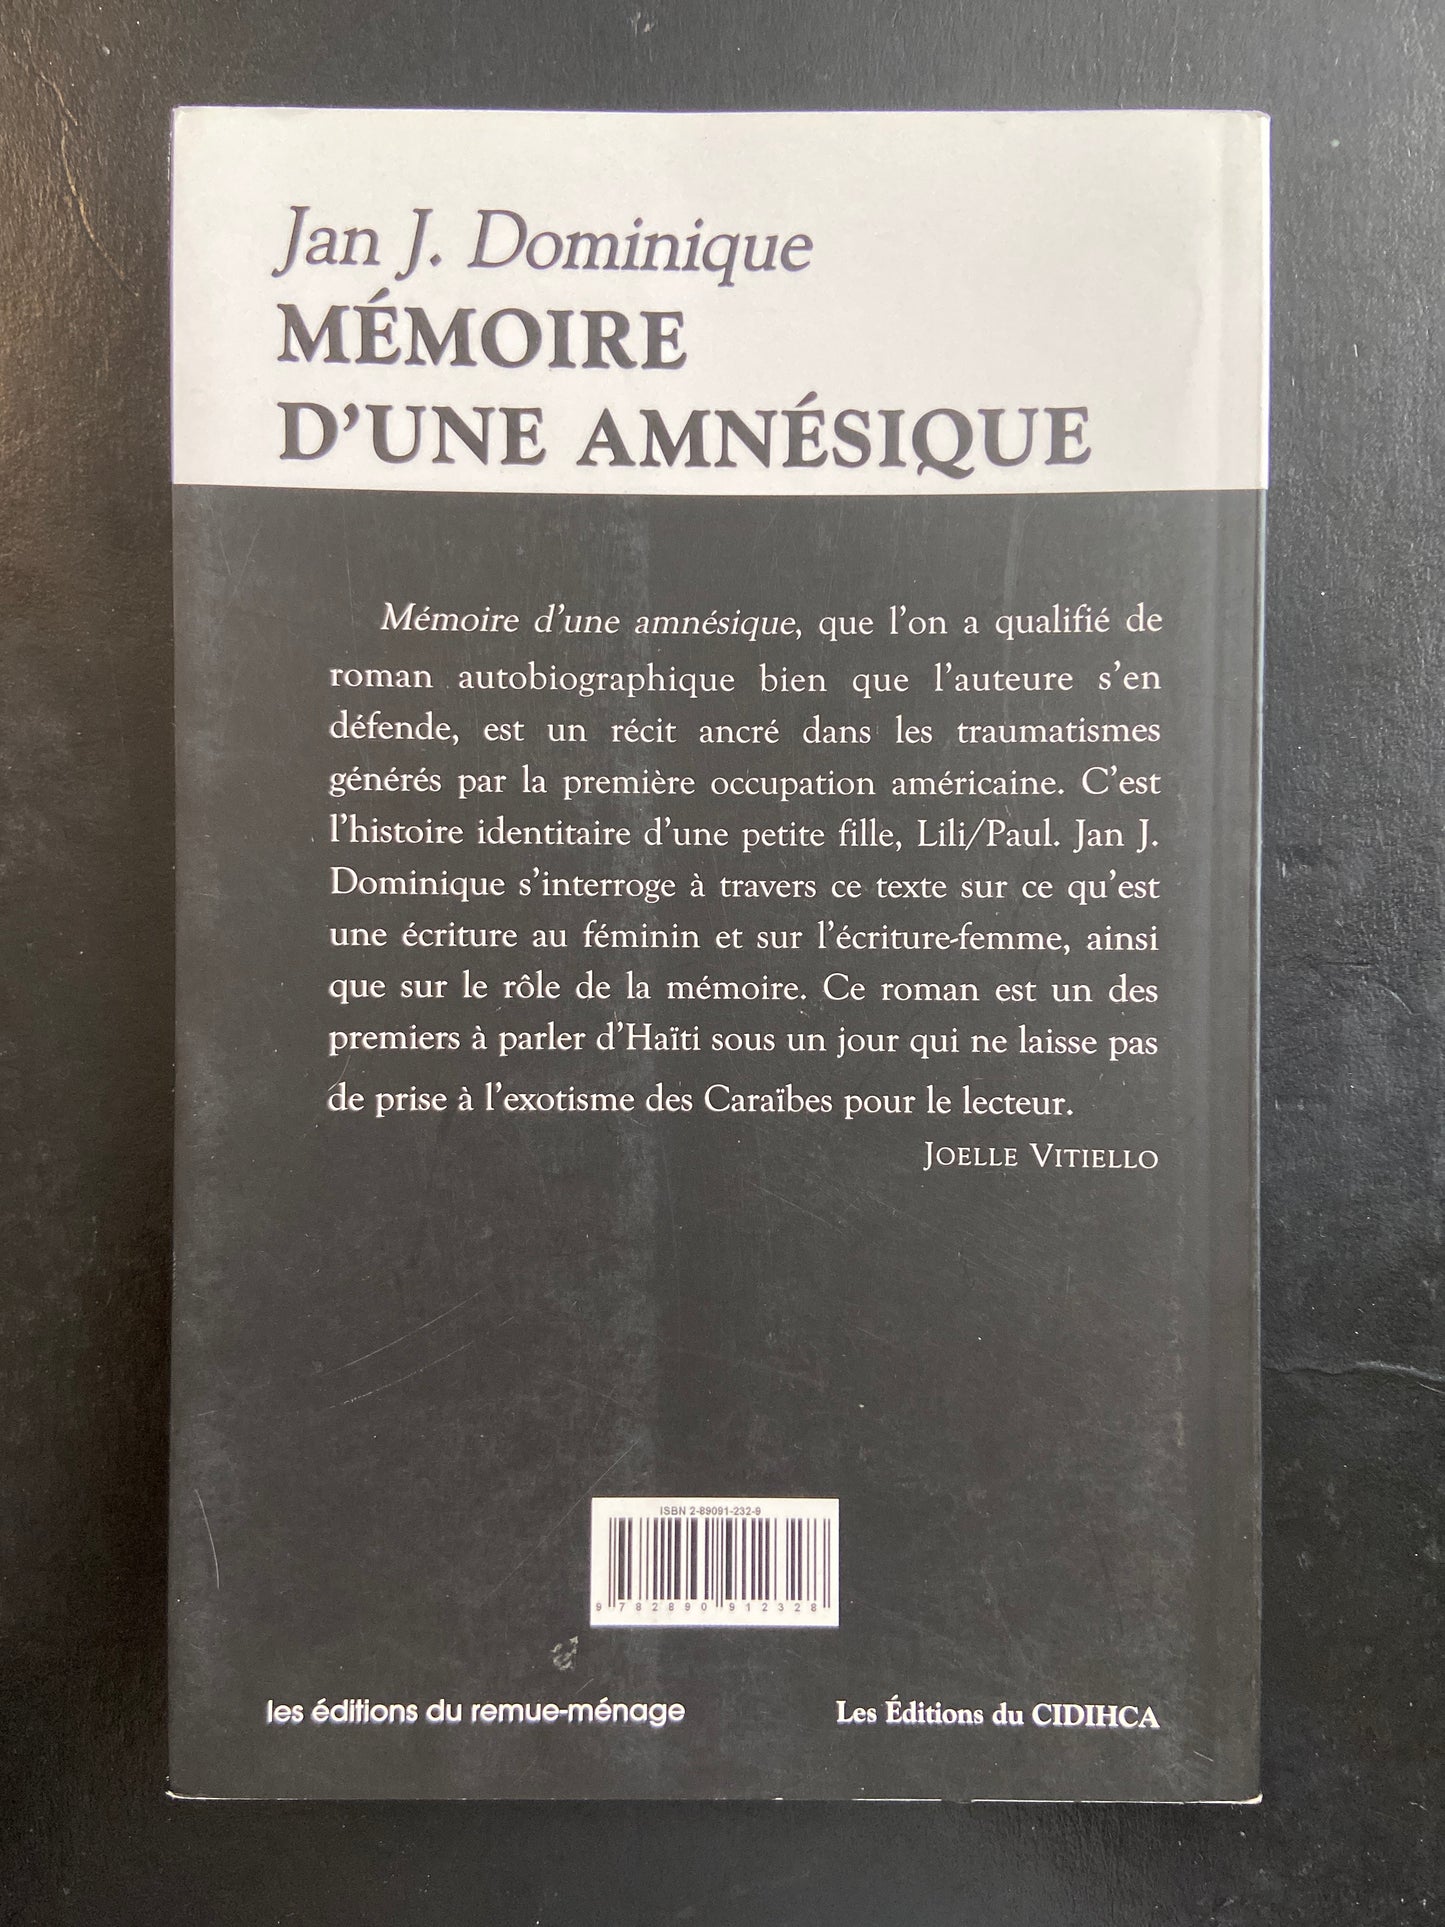 Jan J. Dominique
MÉMOIRE
D'UNE AMNÉSIQUE
Mémoire d'une amnésique, que l'on a qualifié de
roman autobiographique bien que l'auteure s'en
défende, est un récit ancré dans les traumatismes
générés par la première occupation américaine. C'est
l'histoire identitaire d'une petite fille, Lili/Paul. Jan J.
Dominique s'interroge à travers ce texte sur ce qu'est
une écriture au féminin et sur l'écriture-femme, ainsi
que sur le rôle de la mémoire. Ce roman est un des
premiers à parler d'Haïti sous un jour qui ne laisse pas
de prise à l'exotisme des Caraïbes pour le lecteur.
JOELLE VITIELLO
ISBN 2-89091-232-9
9 782890 912328
les éditions du remue-ménage
Les Éditions du CIDIHCA